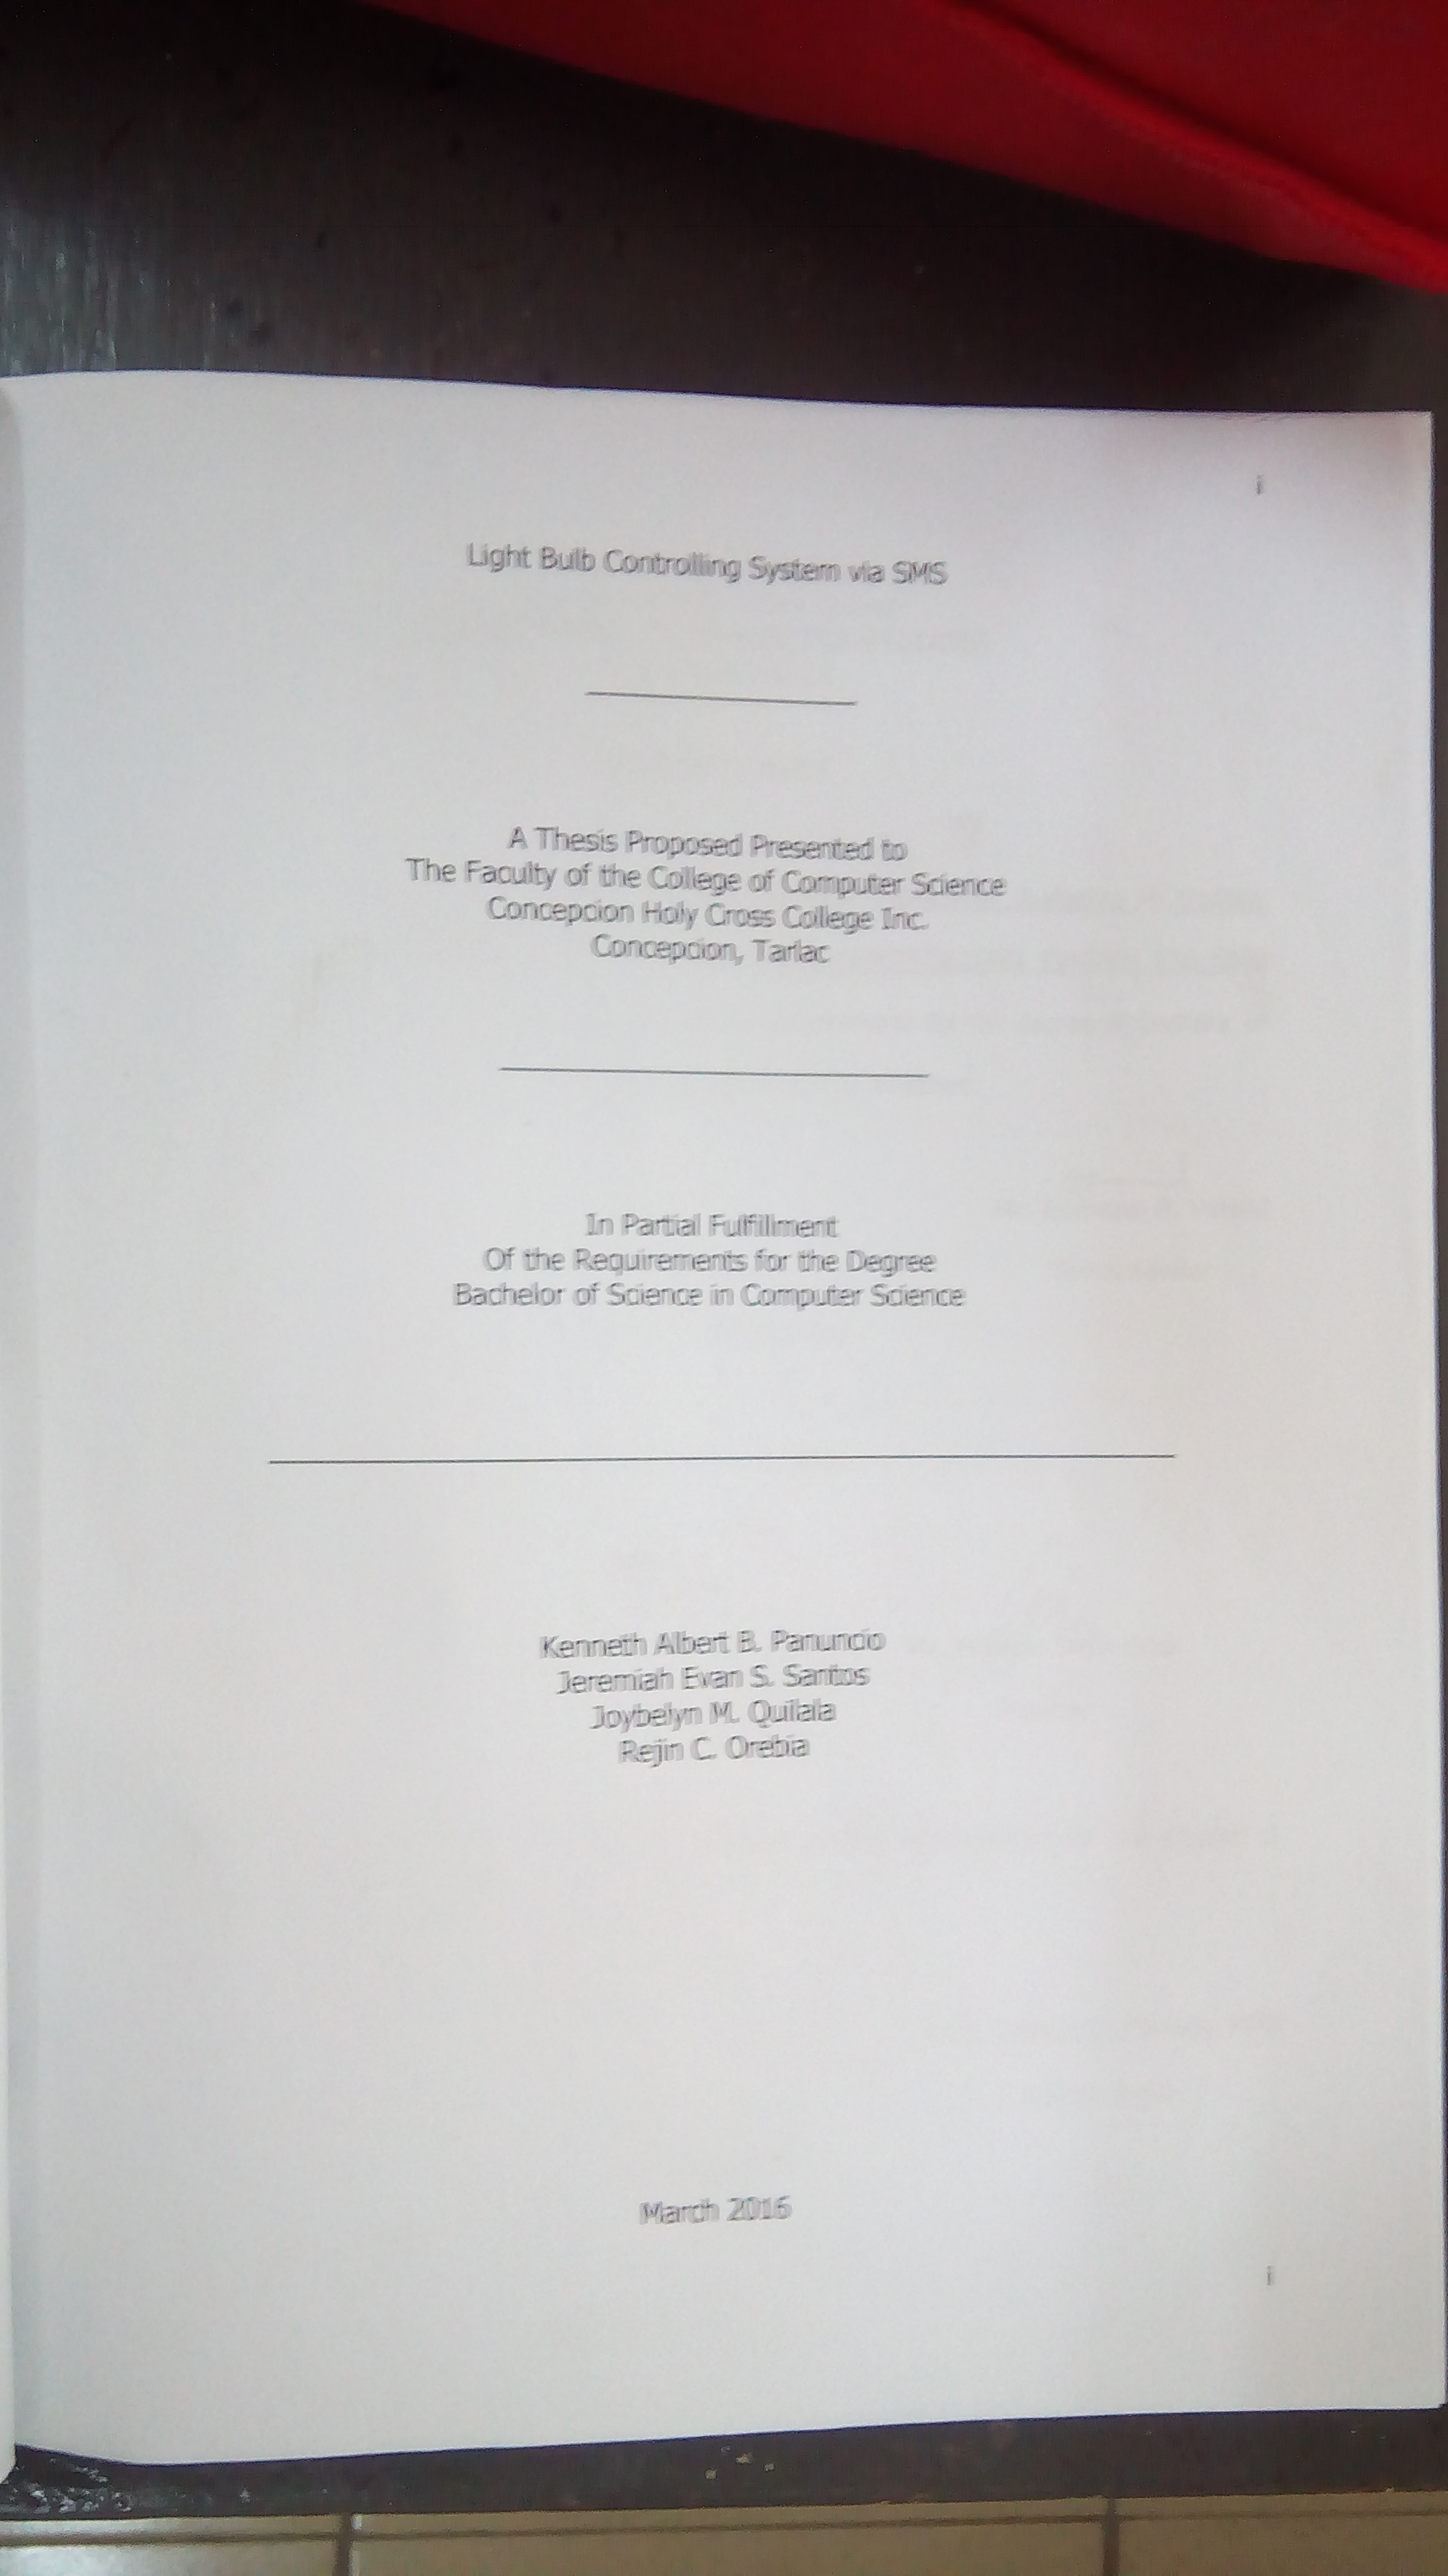 i
Light Bulb Controlling System via SMS
A Thesis Proposed Presented to
The Faculty of the College of Computer Science
Concepcion Holy Cross College Inc.
Concepcion, Tarlac
In Partial Fulfillment
Of the Requirements for the Degree
Bachelor of Science in Computer Science
Kenneth Albert B. Panuncio
Jeremiah Evan S. Santos
Joybelyn M. Quilala
Rejin C. Orebia
March 2016
i